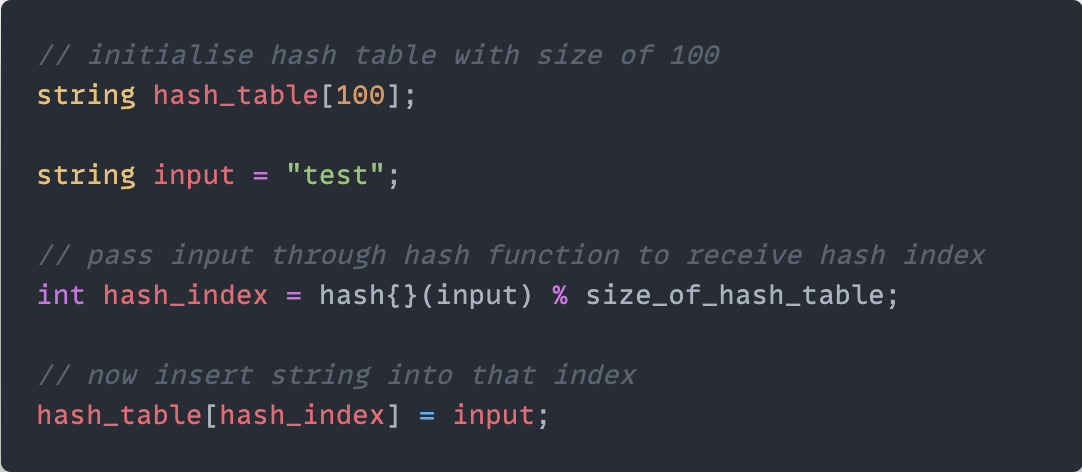 // initialise hash table with size of 100
string hash_table[100];
string input = "test";
// pass input through hash function to receive hash index
int hash_index = hash{}(input) % size_of_hash_table;
// now insert string into that index
hash_table[hash_index] = input;